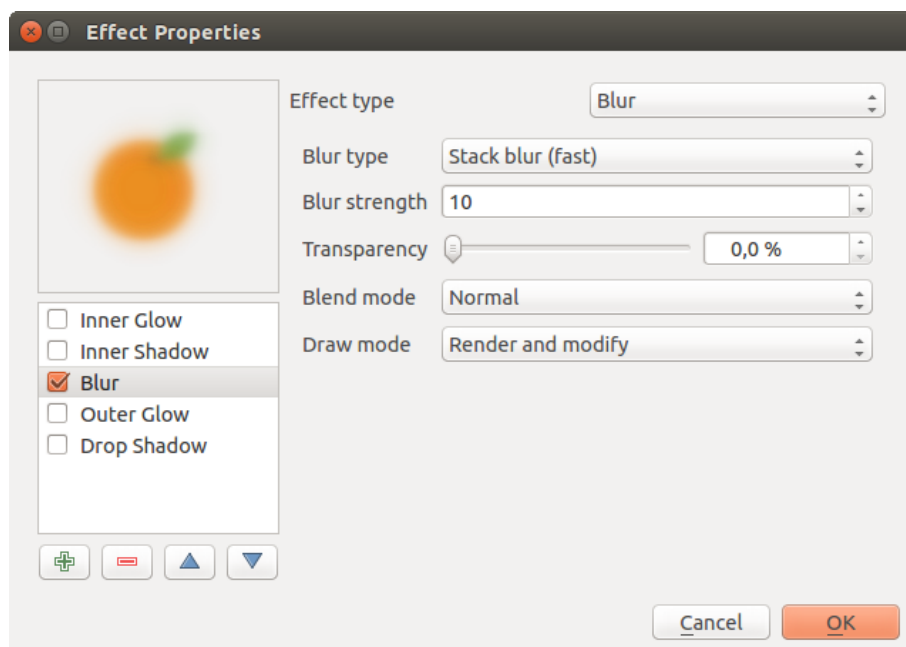 Effect Properties
Effect type Blur
Blur type Stack blur (fast)
Blur strength 10
Transparency 0,0 %
Blend mode Normal
Draw mode Render and modify
Inner Glow
Inner Shadow
Blur
Outer Glow
Drop Shadow
Cancel OK